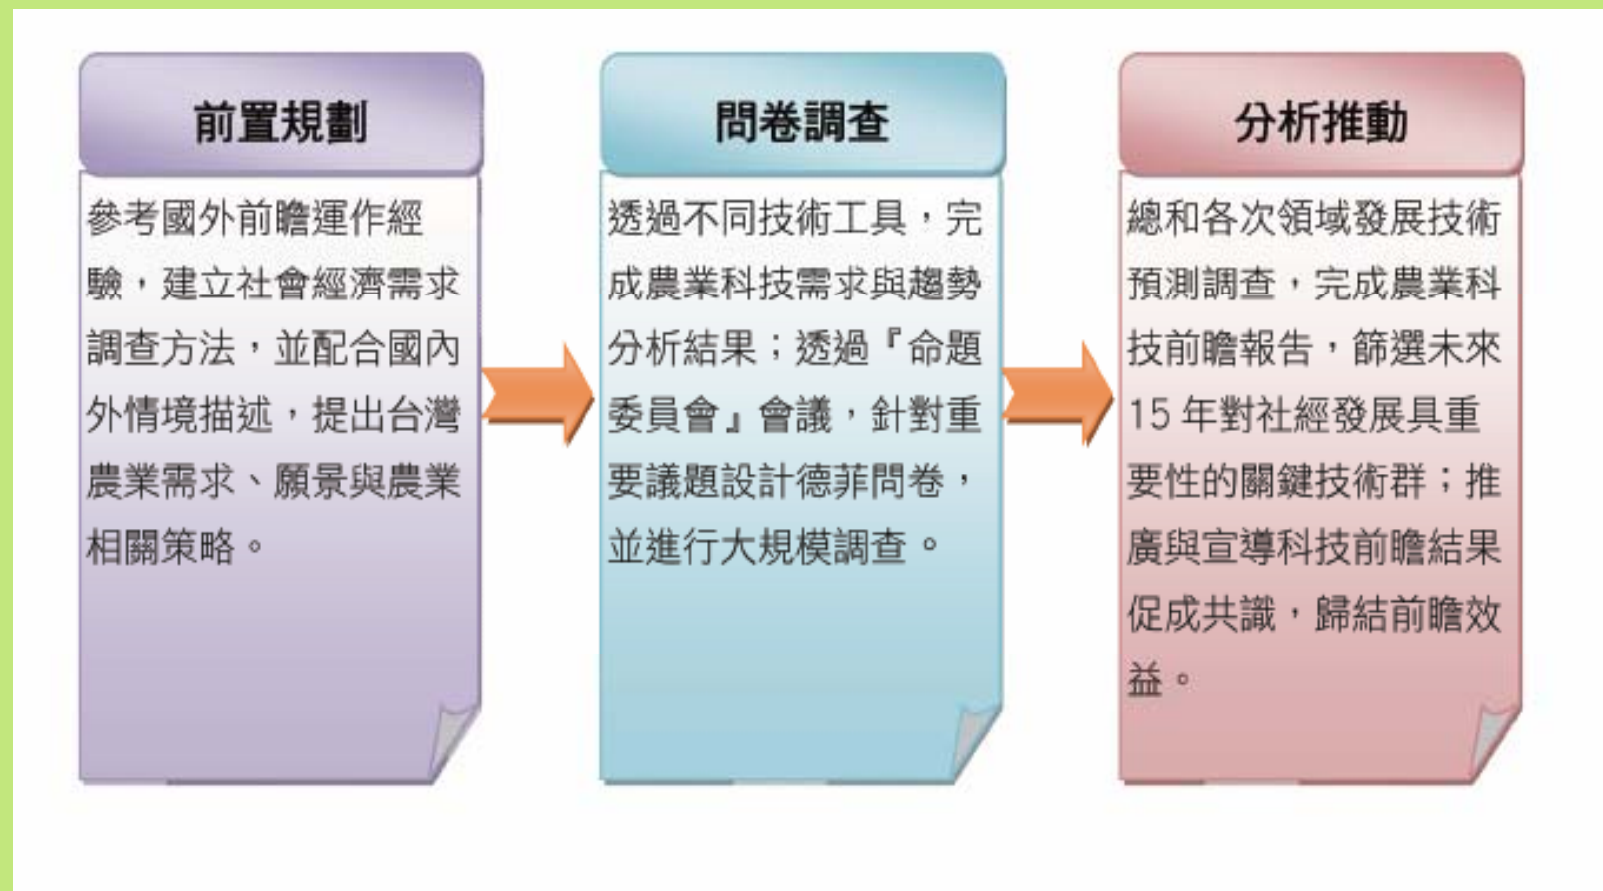 前置規劃
參考國外前瞻運作經
驗，建立社會經濟需求
調查方法，並配合國內
外情境描述，提出台灣
農業需求、願景與農業
相關策略。
問卷調查
透過不同技術工具，完
成農業科技需求與趨勢
分析結果；透過『命題
委員會』會議，針對重
要議題設計德菲問卷，
並進行大規模調查。
分析推動
總和各次領域發展技術
預測調查，完成農業科
技前瞻報告，篩選未來
15 年對社經發展具重
要性的關鍵技術群；推
廣與宣導科技前瞻結果
促成共識，歸結前瞻效
益。